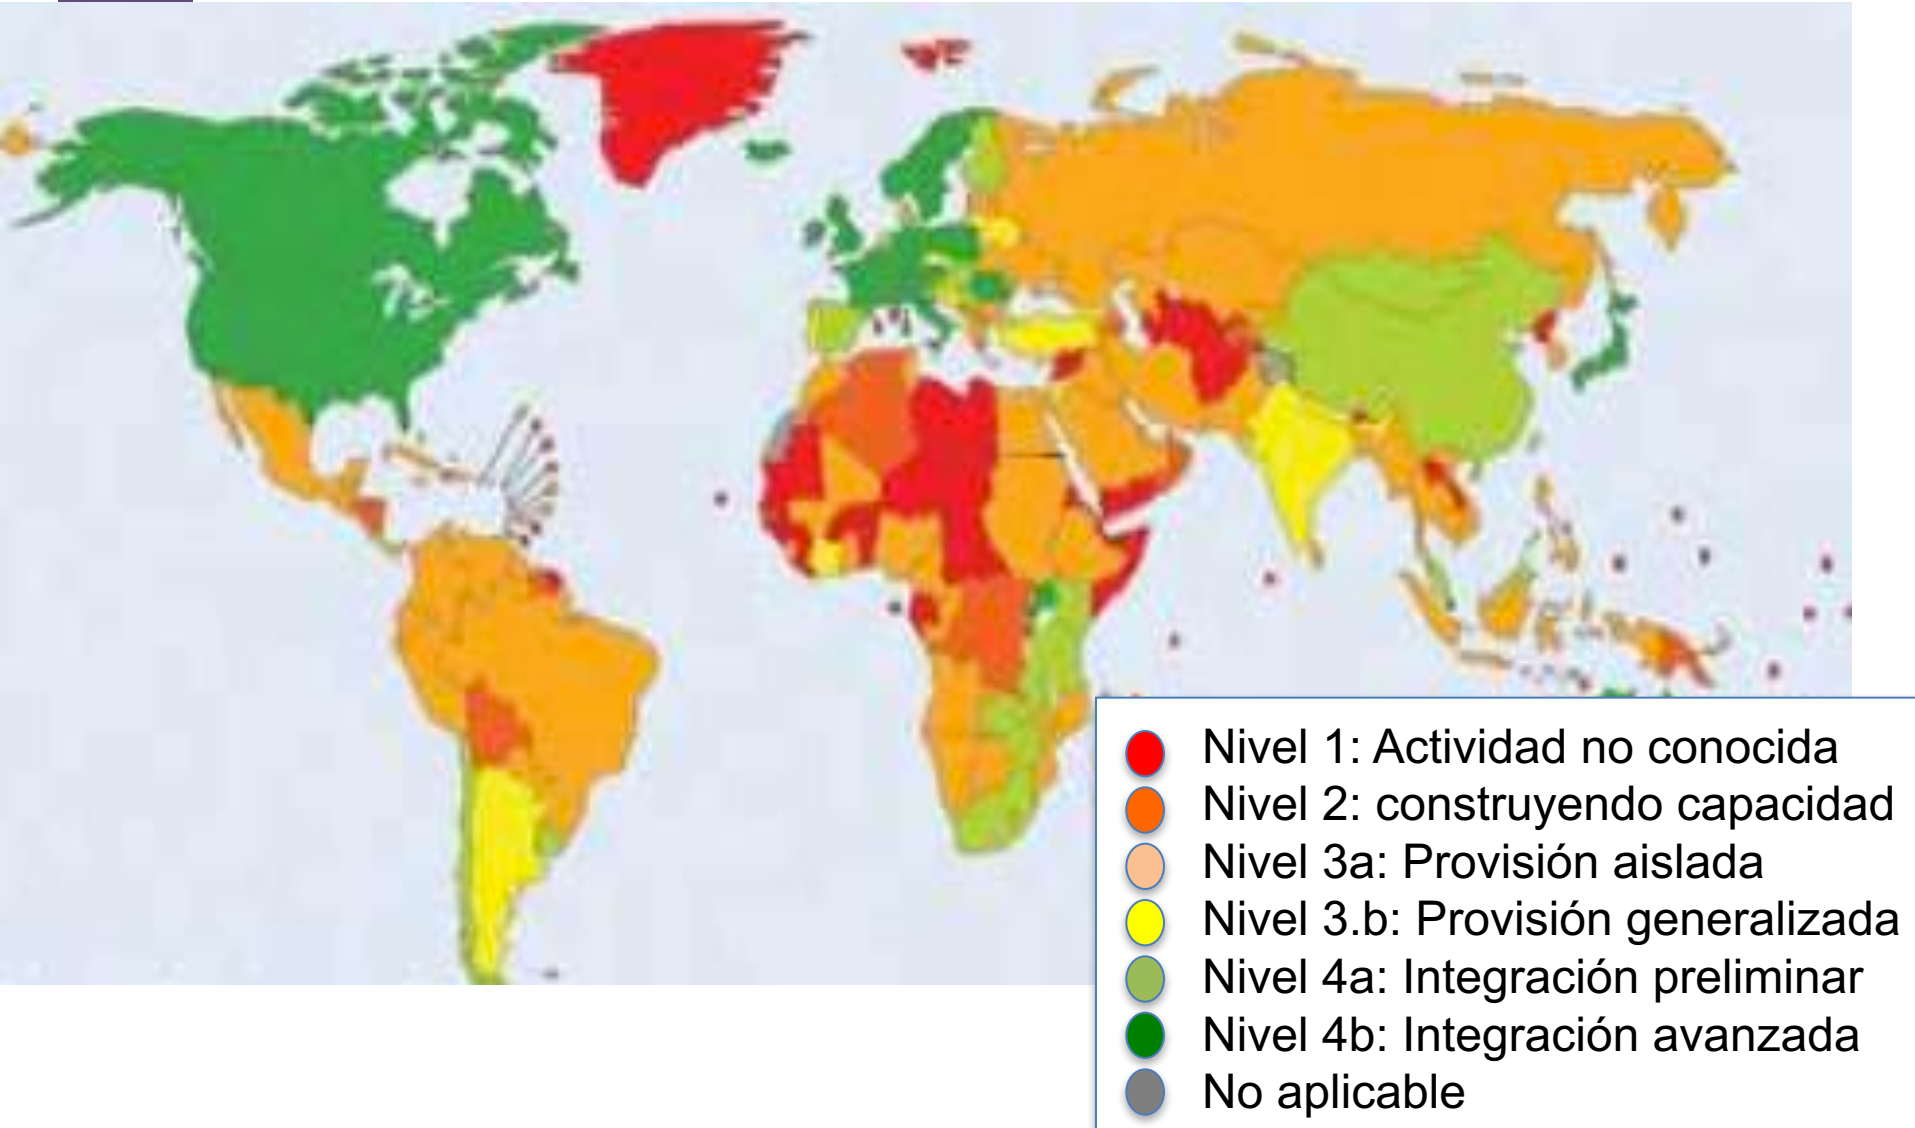 Nivel 1: Actividad no conocida
Nivel 2: construyendo capacidad
Nivel 3a: Provisión aislada
Nivel 3.b: Provisión generalizada
Nivel 4a: Integración preliminar
Nivel 4b: Integración avanzada
No aplicable